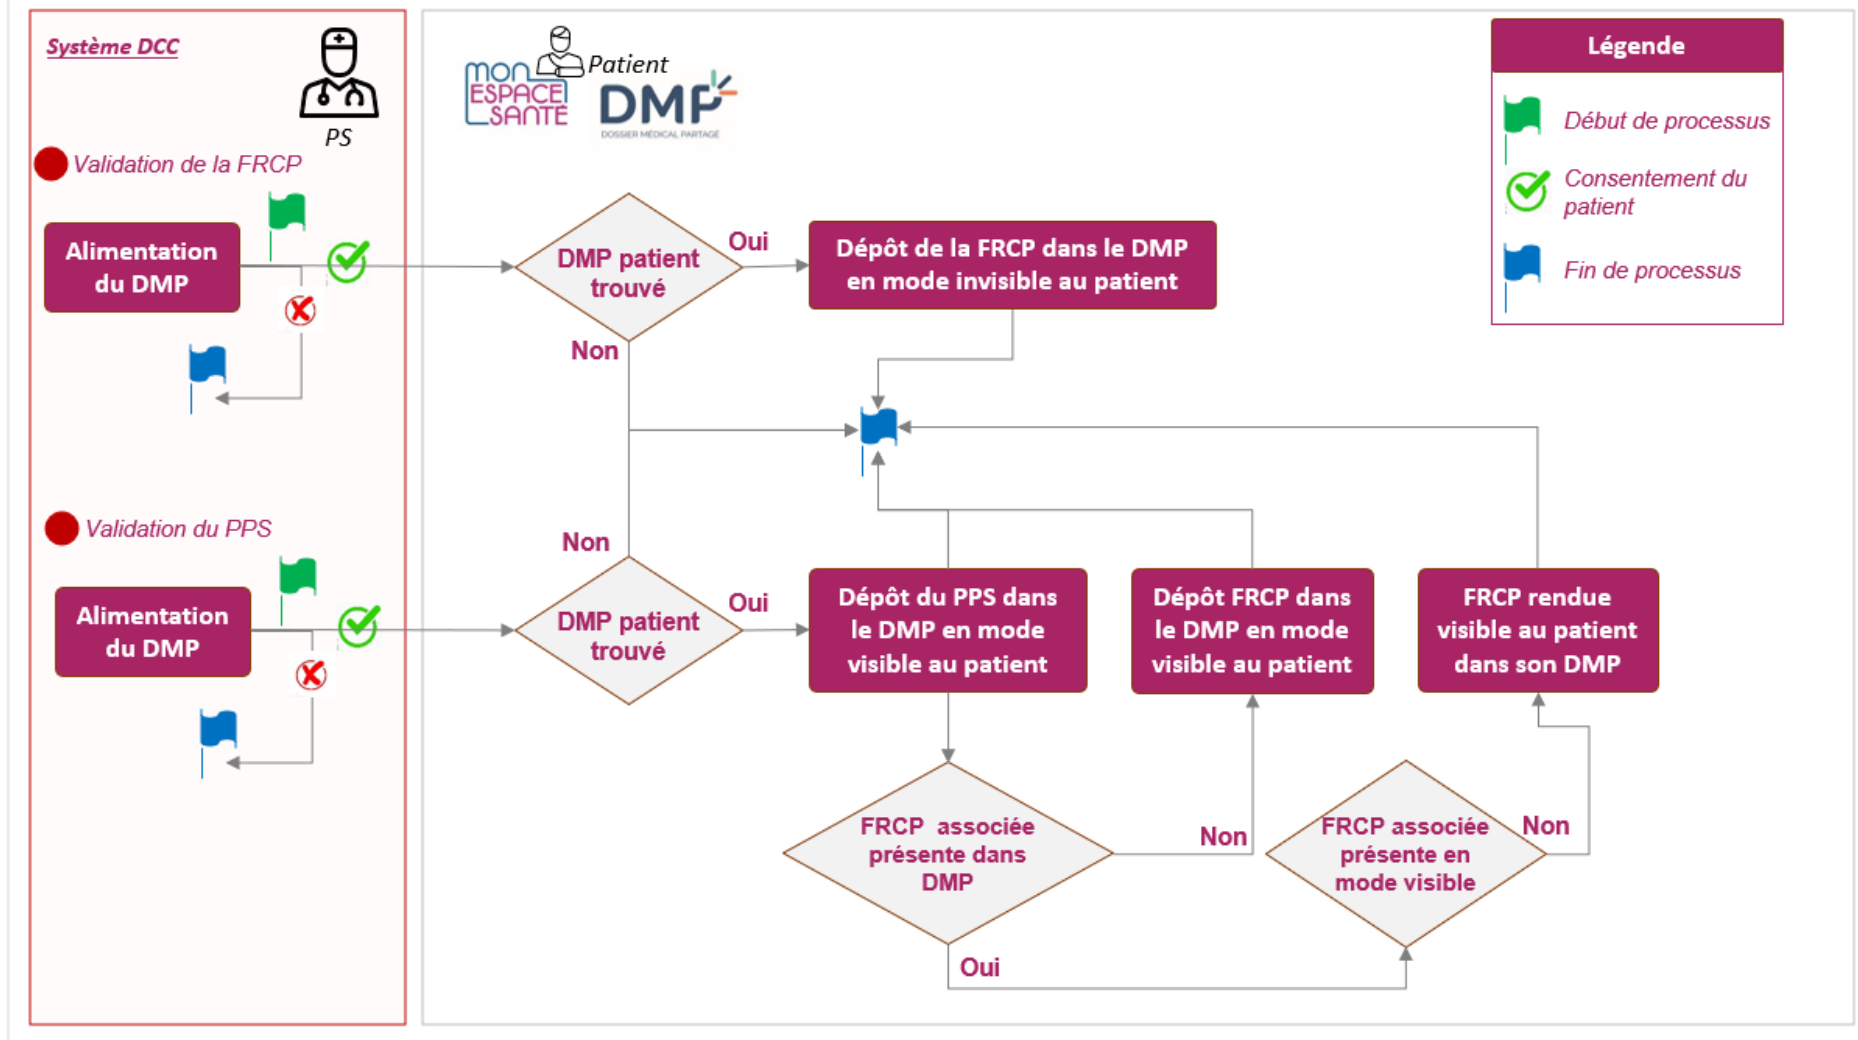 Système DCC
PS
Validation de la FRCP
Alimentation
du DMP
Validation du PPS
Alimentation
du DMP
Patient
mon
ESPACE
SANTÉ
DMP
DOSSIER MÉDICAL PARTAGÉ
DMP patient
trouvé
Oui
Non
Dépôt de la FRCP dans le DMP
en mode invisible au patient
Non
DMP patient
trouvé
Oui
Dépôt du PPS dans
le DMP en mode
visible au patient
Dépôt FRCP dans
le DMP en mode
visible au patient
FRCP rendue
visible au patient
dans son DMP
FRCP associée
présente dans
DMP
Non
Oui
FRCP associée
présente en
mode visible
Non
Légende
Début de processus
Consentement du
patient
Fin de processus